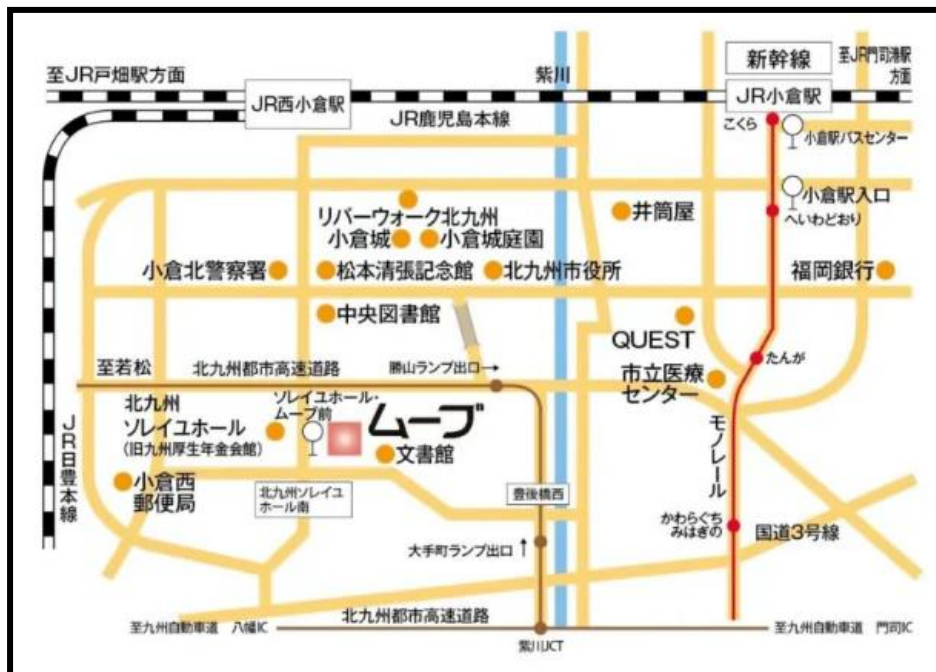 新幹線
至JR門司港駅
方面
至JR戸畑駅方面
紫川
JR西小倉駅
JR小倉駅
JR鹿児島本線
こくら
小倉駅バスセンター
小倉駅入口
へいわどおり
リバーウォーク北九州
井筒屋
小倉城
小倉城庭園
小倉北警察署
松本清張記念館
北九州市役所
福岡銀行
中央図書館
QUEST
たんが
至若松
北九州都市高速道路
勝山ランプ出口→
市立医療
センター
北九州
ソレイユホール
(旧九州厚生年金会館)
ソレイユホール・
ムーブ前
ムーブ
文書館
モノレール
JR日豊本線
小倉西
郵便局
北九州ソレイユ
ホール南
豊後橋西
かわらぐち
みはぎの
国道3号線
大手町ランプ出口↑
北九州都市高速道路
至九州自動車道 八幡IC
紫川JCT
至九州自動車道 門司IC